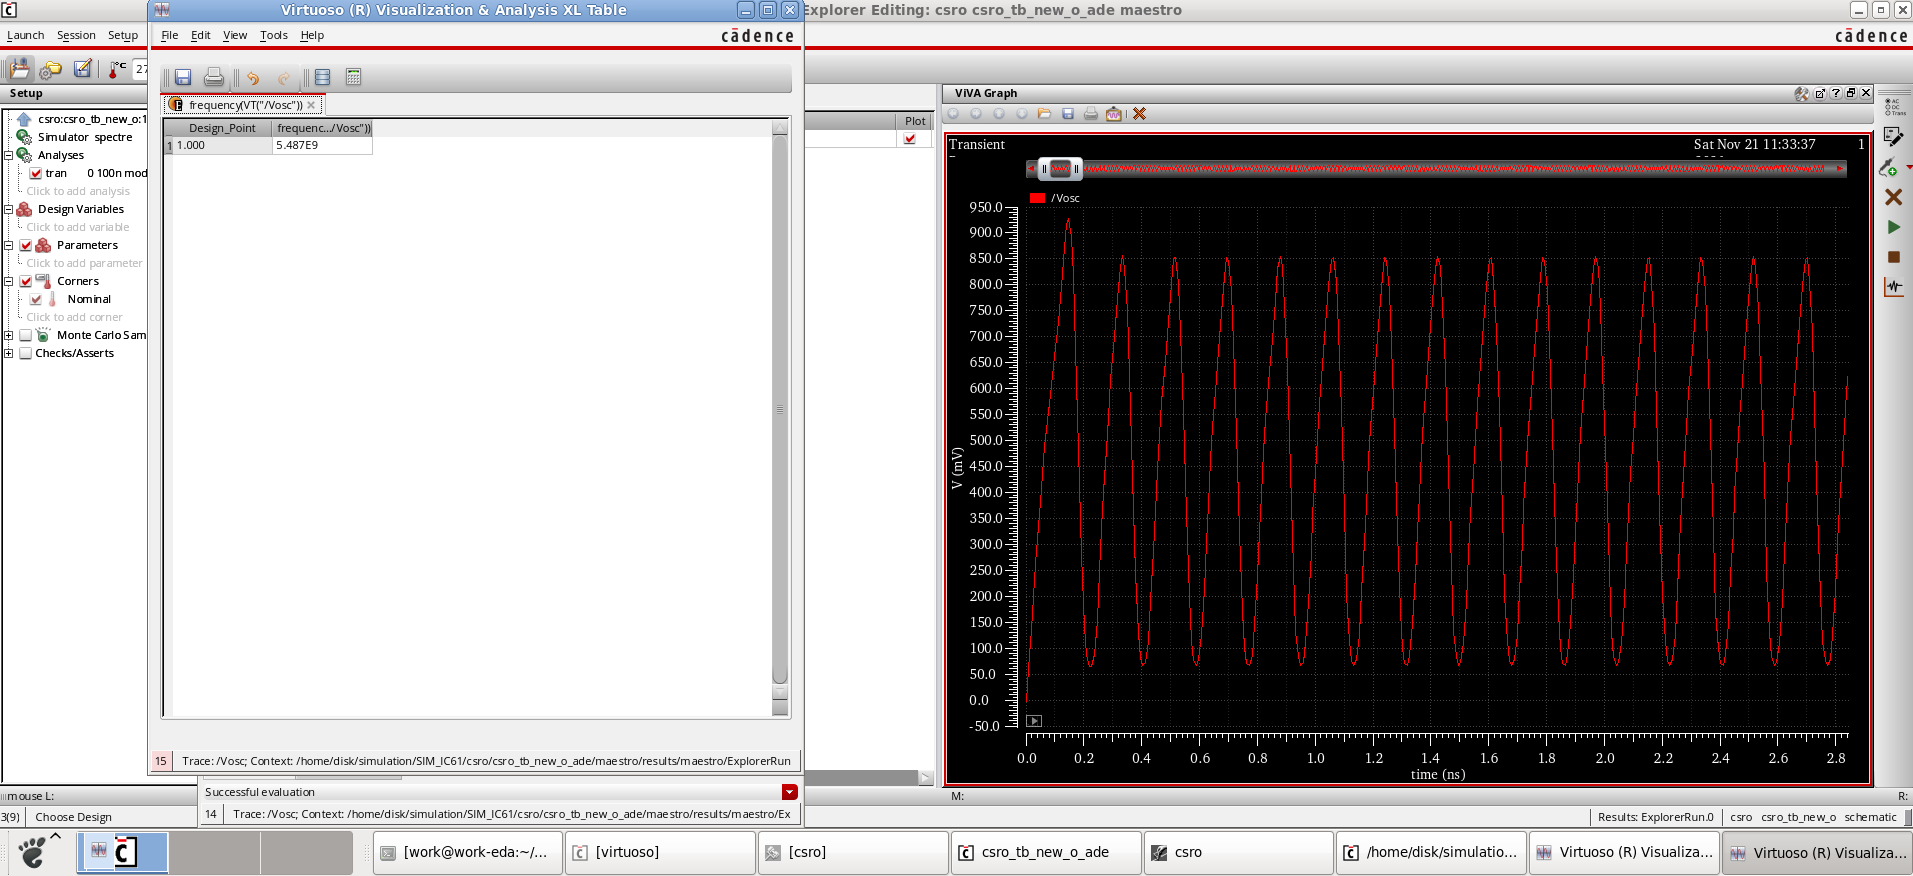 Virtuoso (R) Visualization & Analysis XL Table
Explorer Editing: csro csro_tb_new_o_ade maestro
Launch Session Setup
File Edit View Tools Help
cādence
cādence
°C 27
Setup
frequency(VT("/Vosc"))
Design_Point frequenc.../Vosc"))
1 1.000 5.487E9
csro:csro_tb_new_o:1
Simulator spectre
Analyses
tran 0 100n mod
Click to add analysis
Design Variables
Click to add variable
Parameters
Click to add parameter
Corners
Nominal
Click to add corner
Monte Carlo Sam
Checks/Asserts
Plot
ViVA Graph
AC
DC
Trans
Transient
Sat Nov 21 11:33:37 1
/Vosc
950.0
900.0
850.0
800.0
750.0
700.0
650.0
600.0
550.0
500.0
450.0
400.0
350.0
300.0
250.0
200.0
150.0
100.0
50.0
0.0
-50.0
V (mV)
0.0 0.2 0.4 0.6 0.8 1.0 1.2 1.4 1.6 1.8 2.0 2.2 2.4 2.6 2.8
time (ns)
15 Trace: /Vosc; Context: /home/disk/simulation/SIM_IC61/csro/csro_tb_new_o_ade/maestro/results/maestro/ExplorerRun
Successful evaluation
14 Trace: /Vosc; Context: /home/disk/simulation/SIM_IC61/csro/csro_tb_new_o_ade/maestro/results/maestro/Ex
mouse L: M: R:
3(9) Choose Design
Results: ExplorerRun.0 csro csro_tb_new_o schematic
[work@work-eda:~/... [virtuoso] [csro] csro_tb_new_o_ade csro /home/disk/simulatio... Virtuoso (R) Visualiza... Virtuoso (R) Visualiza...